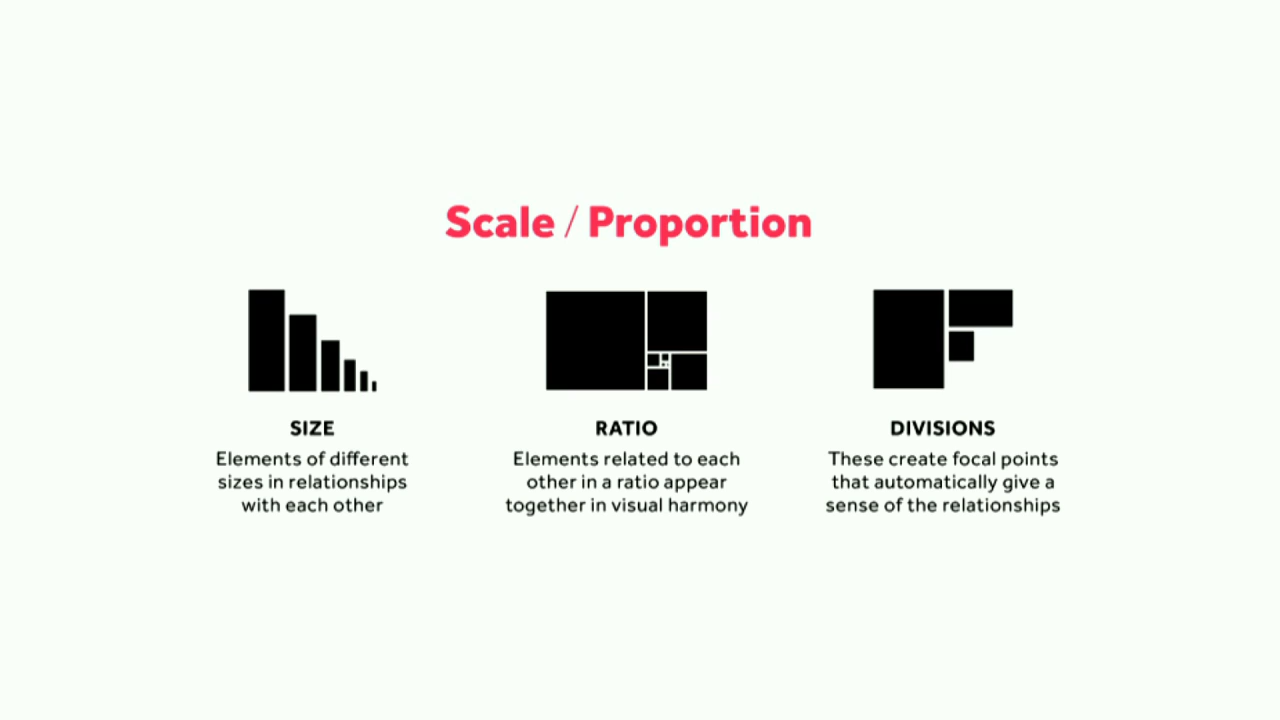 Scale / Proportion
SIZE
Elements of different
sizes in relationships
with each other
RATIO
Elements related to each
other in a ratio appear
together in visual harmony
DIVISIONS
These create focal points
that automatically give a
sense of the relationships